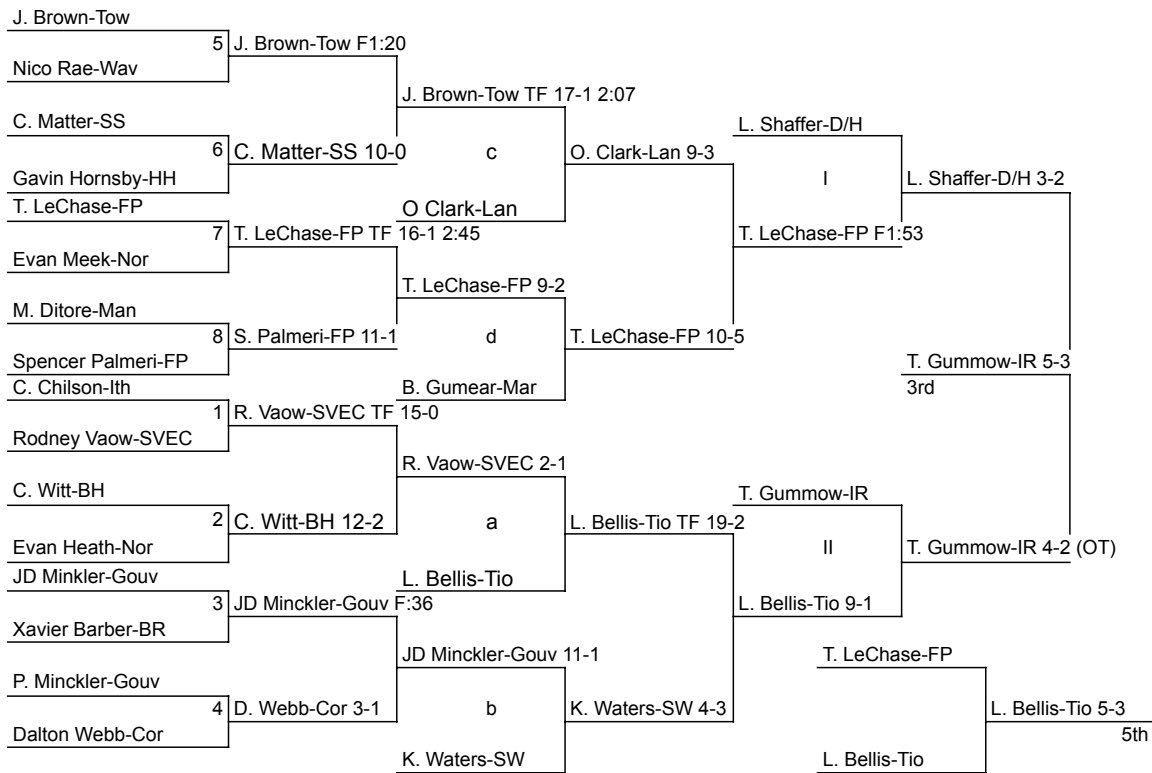 J. Brown-Tow
5 J. Brown-Tow F1:20
Nico Rae-Wav
J. Brown-Tow TF 17-1 2:07
C. Matter-SS
L. Shaffer-D/H
6 C. Matter-SS 10-0
c
O. Clark-Lan 9-3
Gavin Hornsby-HH
I
L. Shaffer-D/H 3-2
T. LeChase-FP
O Clark-Lan
7 T. LeChase-FP TF 16-1 2:45
T. LeChase-FP F1:53
Evan Meek-Nor
T. LeChase-FP 9-2
M. Ditore-Man
8 S. Palmeri-FP 11-1
d
T. LeChase-FP 10-5
Spencer Palmeri-FP
T. Gummow-IR 5-3
C. Chilson-Ith
B. Gumear-Mar
3rd
1 R. Vaow-SVEC TF 15-0
Rodney Vaow-SVEC
R. Vaow-SVEC 2-1
C. Witt-BH
T. Gummow-IR
2 C. Witt-BH 12-2
a
L. Bellis-Tio TF 19-2
Evan Heath-Nor
II
T. Gummow-IR 4-2 (OT)
JD Minkler-Gouv
L. Bellis-Tio
3 JD Minckler-Gouv F:36
L. Bellis-Tio 9-1
Xavier Barber-BR
JD Minckler-Gouv 11-1
T. LeChase-FP
P. Minckler-Gouv
4 D. Webb-Cor 3-1
b
K. Waters-SW 4-3
L. Bellis-Tio 5-3
Dalton Webb-Cor
5th
K. Waters-SW
L. Bellis-Tio